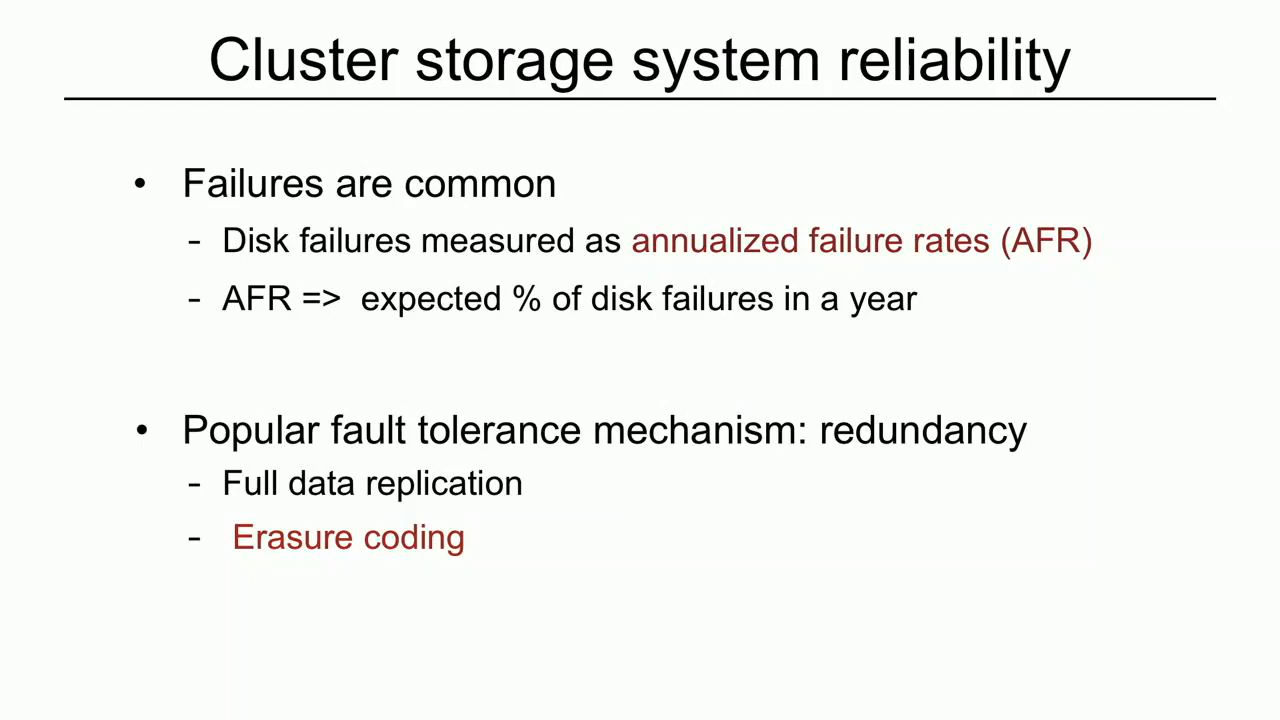 Cluster storage system reliability
• Failures are common
- Disk failures measured as annualized failure rates (AFR)
- AFR => expected % of disk failures in a year
• Popular fault tolerance mechanism: redundancy
- Full data replication
- Erasure coding